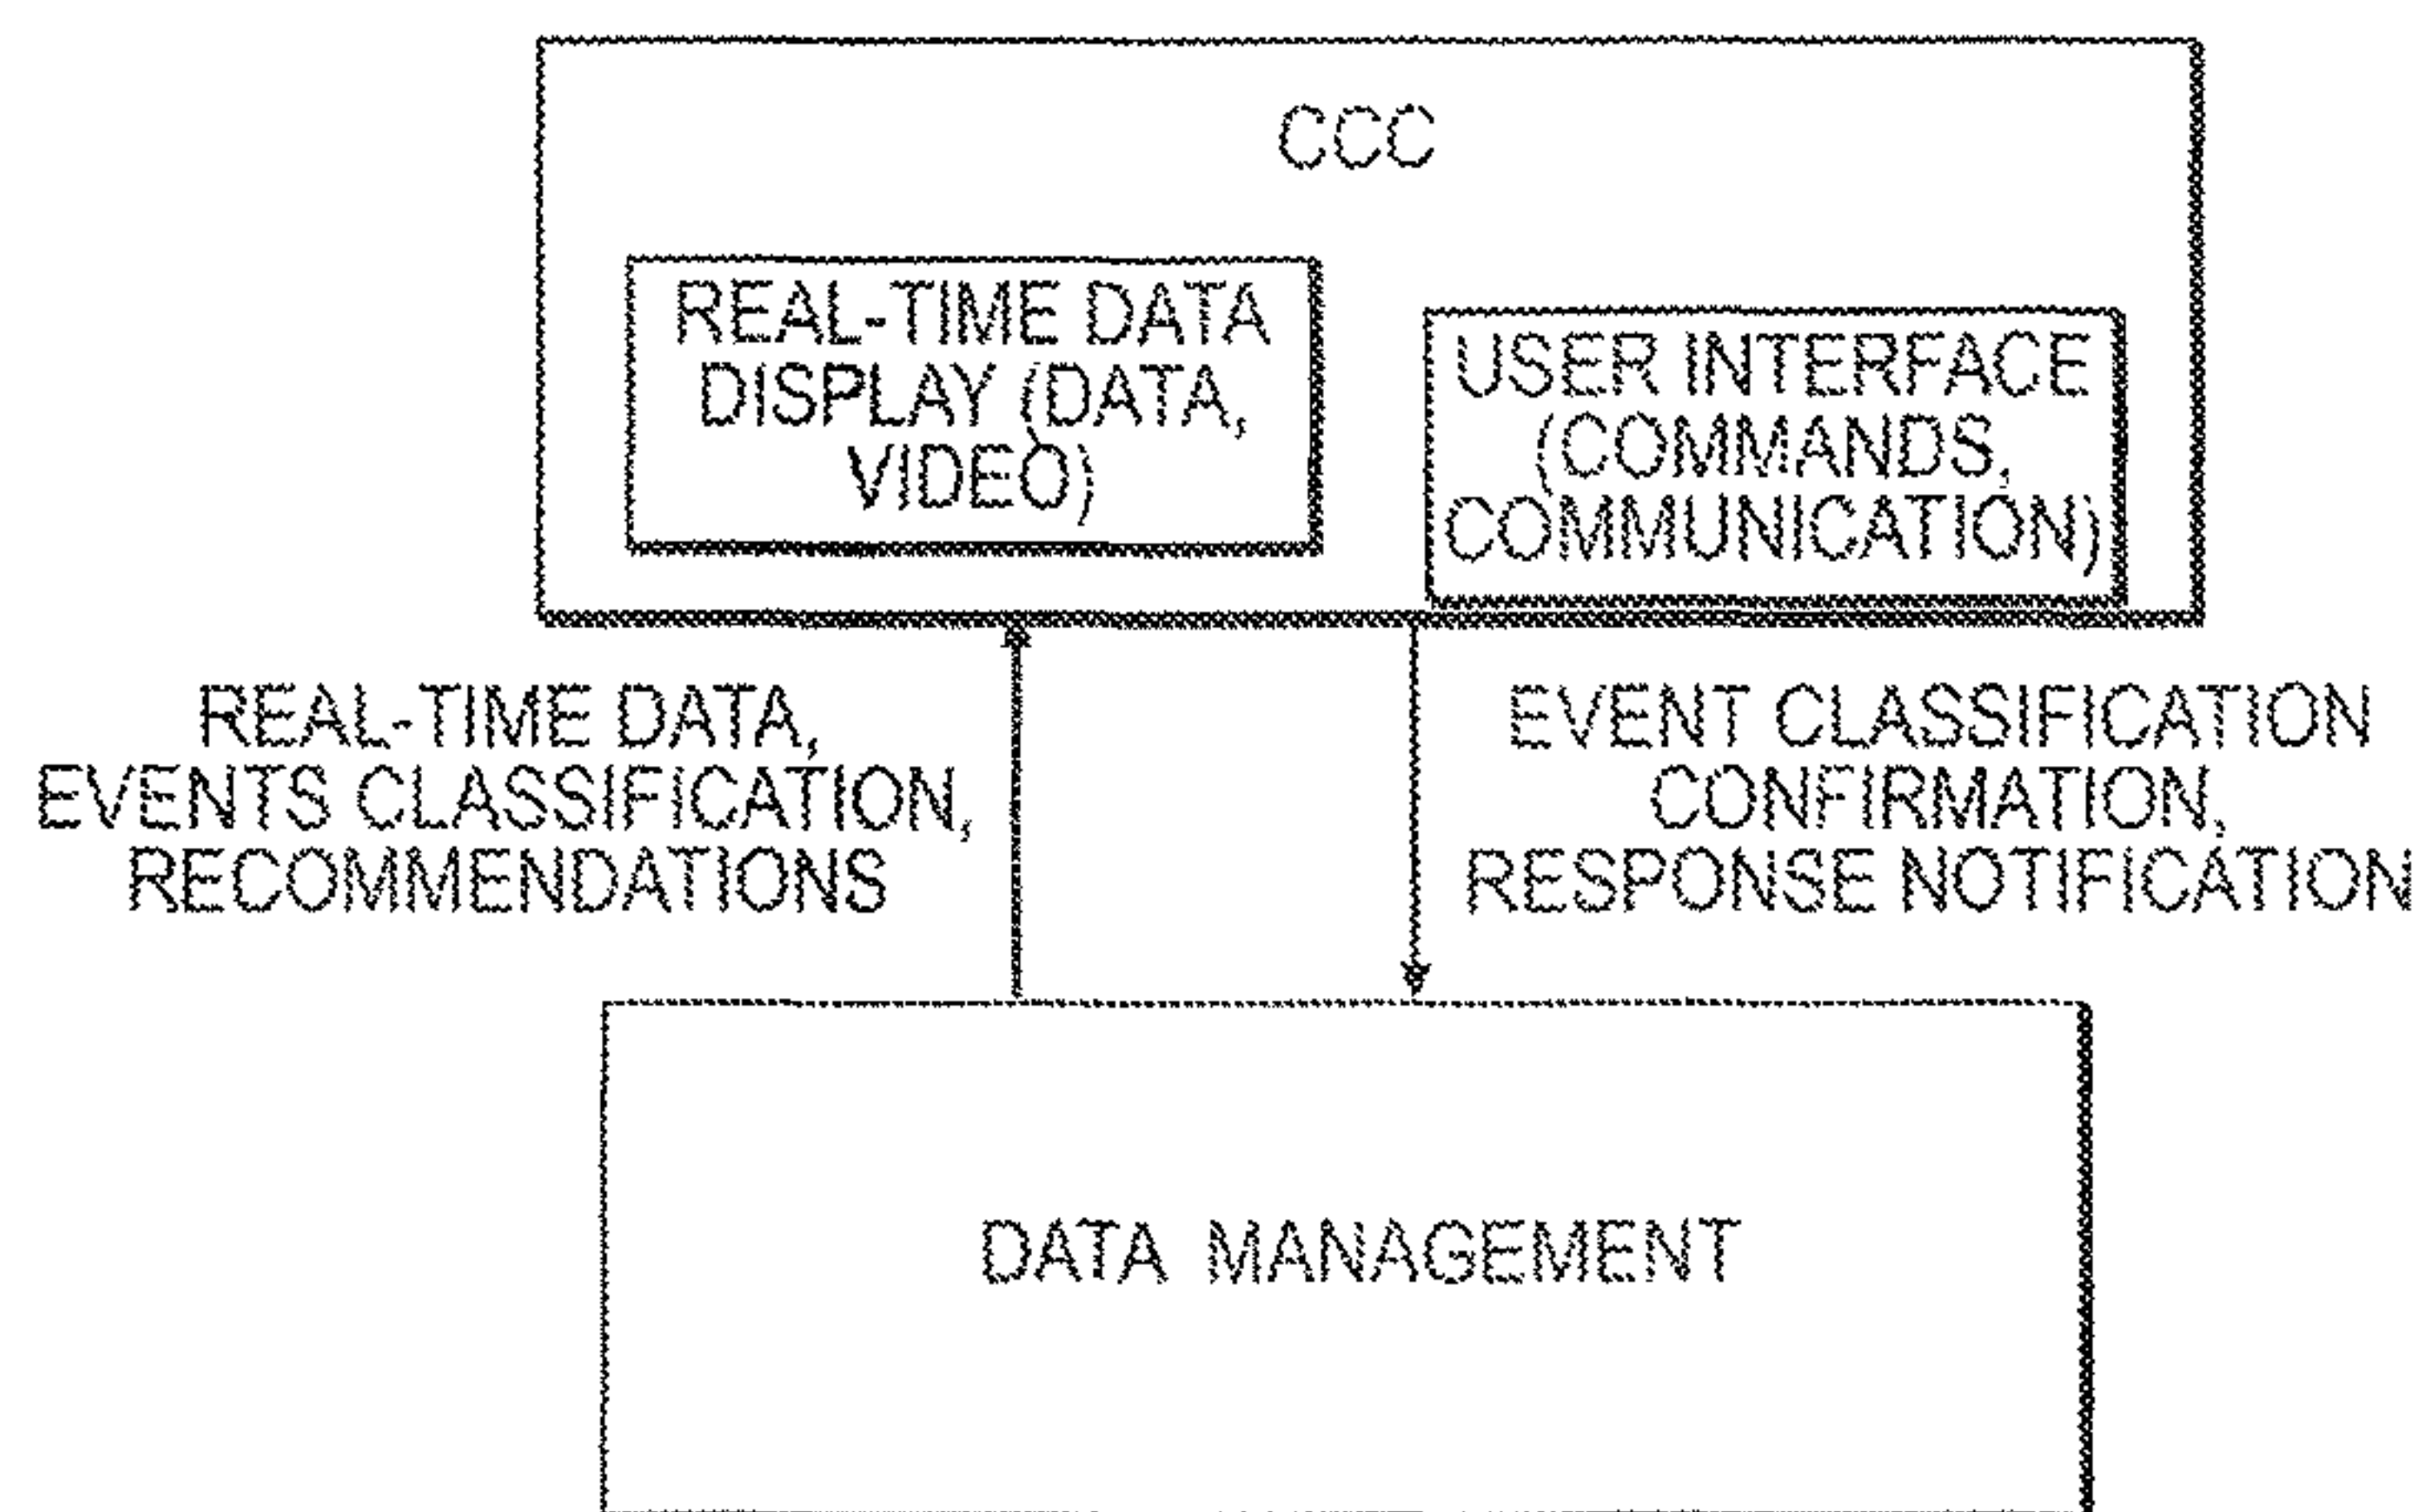 CCC
REAL-TIME DATA
DISPLAY (DATA,
VIDEO)
USER INTERFACE
(COMMANDS,
COMMUNICATION)
REAL-TIME DATA,
EVENTS CLASSIFICATION,
RECOMMENDATIONS
EVENT CLASSIFICATION
CONFIRMATION,
RESPONSE NOTIFICATION
DATA MANAGEMENT